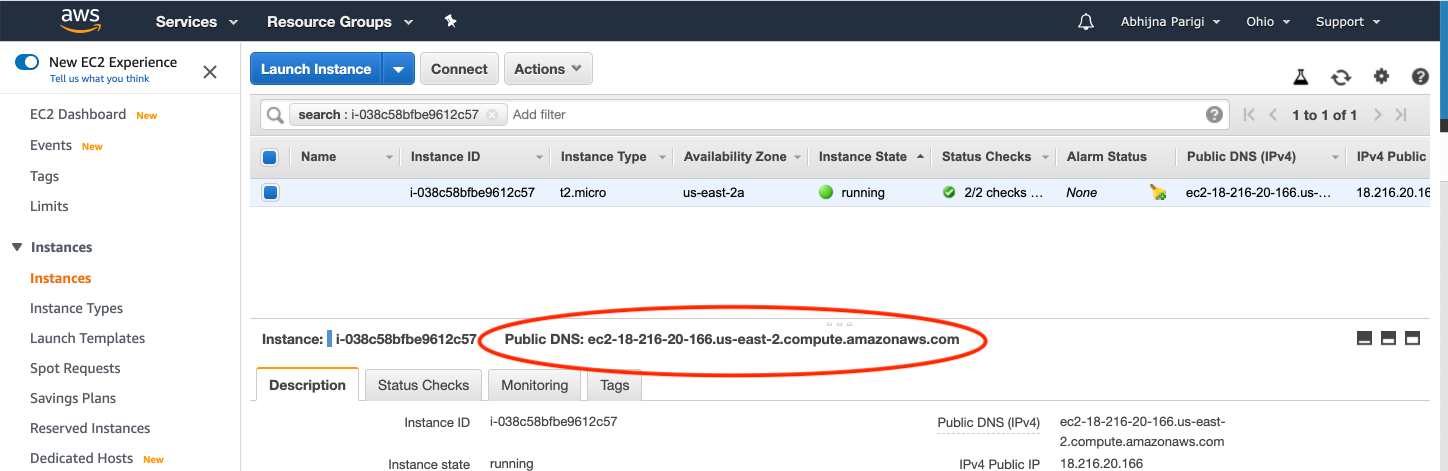 aws Services Resource Groups Abhijna Parigi Ohio Support
New EC2 Experience
Tell us what you think
EC2 Dashboard New
Events New
Tags
Limits
Instances
Instances
Instance Types
Launch Templates
Spot Requests
Savings Plans
Reserved Instances
Dedicated Hosts New
Launch Instance Connect Actions
search : i-038c58bfbe9612c57 Add filter 1 to 1 of 1
Name Instance ID Instance Type Availability Zone Instance State Status Checks Alarm Status Public DNS (IPv4) IPv4 Public
i-038c58bfbe9612c57 t2.micro us-east-2a running 2/2 checks ... None ec2-18-216-20-166.us-... 18.216.20.16
Instance: i-038c58bfbe9612c57 Public DNS: ec2-18-216-20-166.us-east-2.compute.amazonaws.com
Description Status Checks Monitoring Tags
Instance ID i-038c58bfbe9612c57 Public DNS (IPv4) ec2-18-216-20-166.us-east-
2.compute.amazonaws.com
Instance state running IPv4 Public IP 18.216.20.166